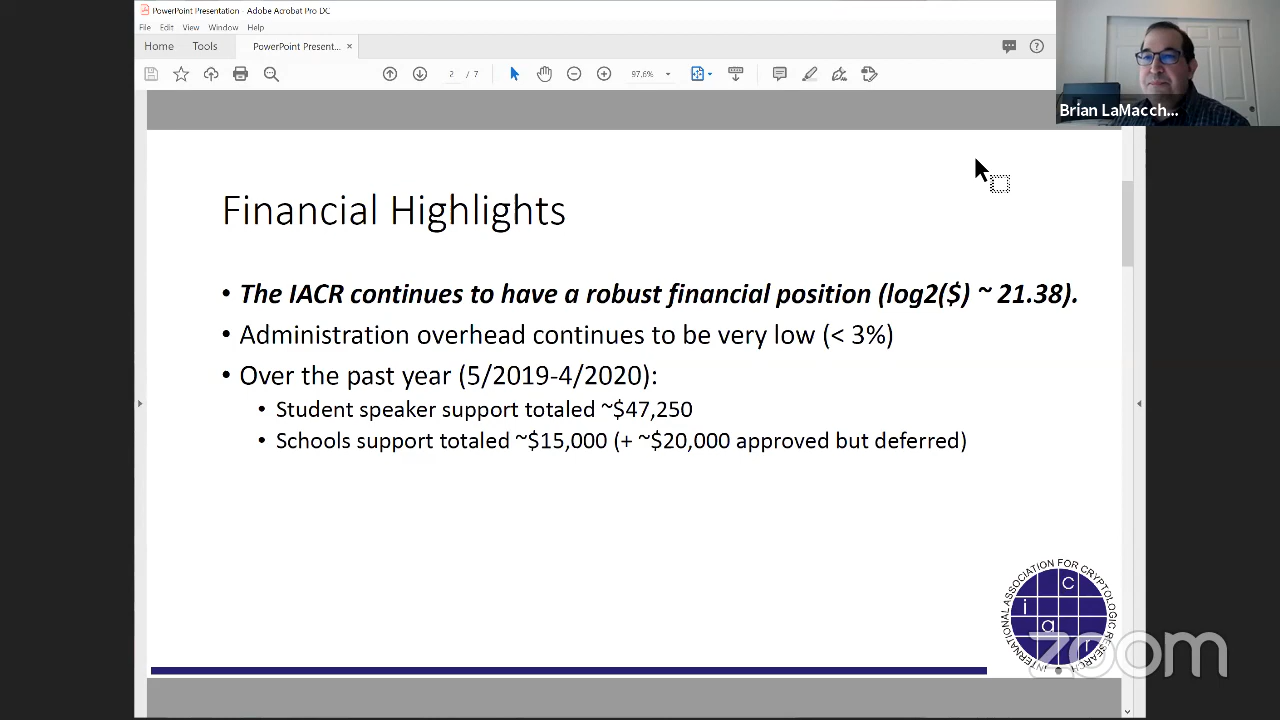 PowerPoint Presentation - Adobe Acrobat Pro DC
File Edit View Window Help
Home Tools PowerPoint Present... ×
2 / 7 97.6%
Brian LaMacch...
Financial Highlights
• The IACR continues to have a robust financial position (log2($) ~ 21.38).
• Administration overhead continues to be very low (< 3%)
• Over the past year (5/2019-4/2020):
• Student speaker support totaled ~$47,250
• Schools support totaled ~$15,000 (+ ~$20,000 approved but deferred)
INTERNATIONAL ASSOCIATION FOR CRYPTOLOGIC RESEARCH
i a c r
zoom